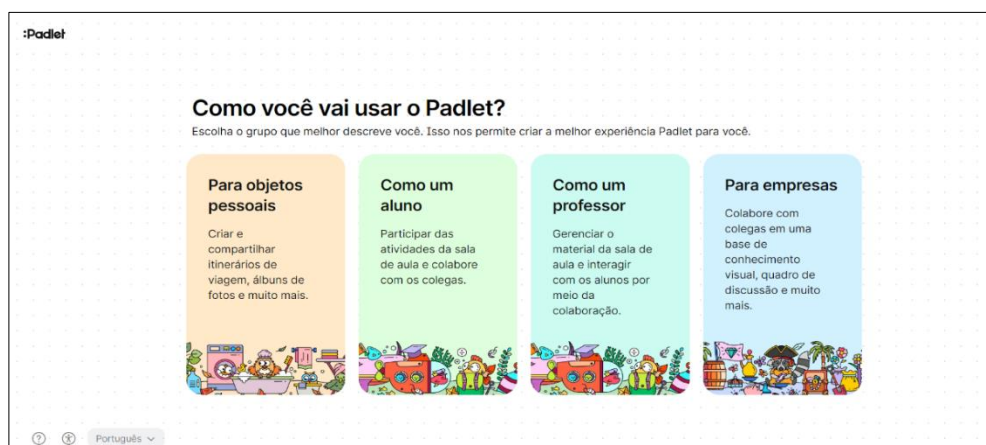 :Padlet
Como você vai usar o Padlet?
Escolha o grupo que melhor descreve você. Isso nos permite criar a melhor experiência Padlet para você.
Para objetos
pessoais
Criar e
compartilhar
itinerários de
viagem, álbuns de
fotos e muito mais.
Como um
aluno
Participar das
atividades da sala
de aula e colabore
com os colegas.
Como um
professor
Gerenciar o
material da sala de
aula e interagir
com os alunos por
meio da
colaboração.
Para empresas
Colabore com
colegas em uma
base de
conhecimento
visual, quadro de
discussão e muito
mais.
Português